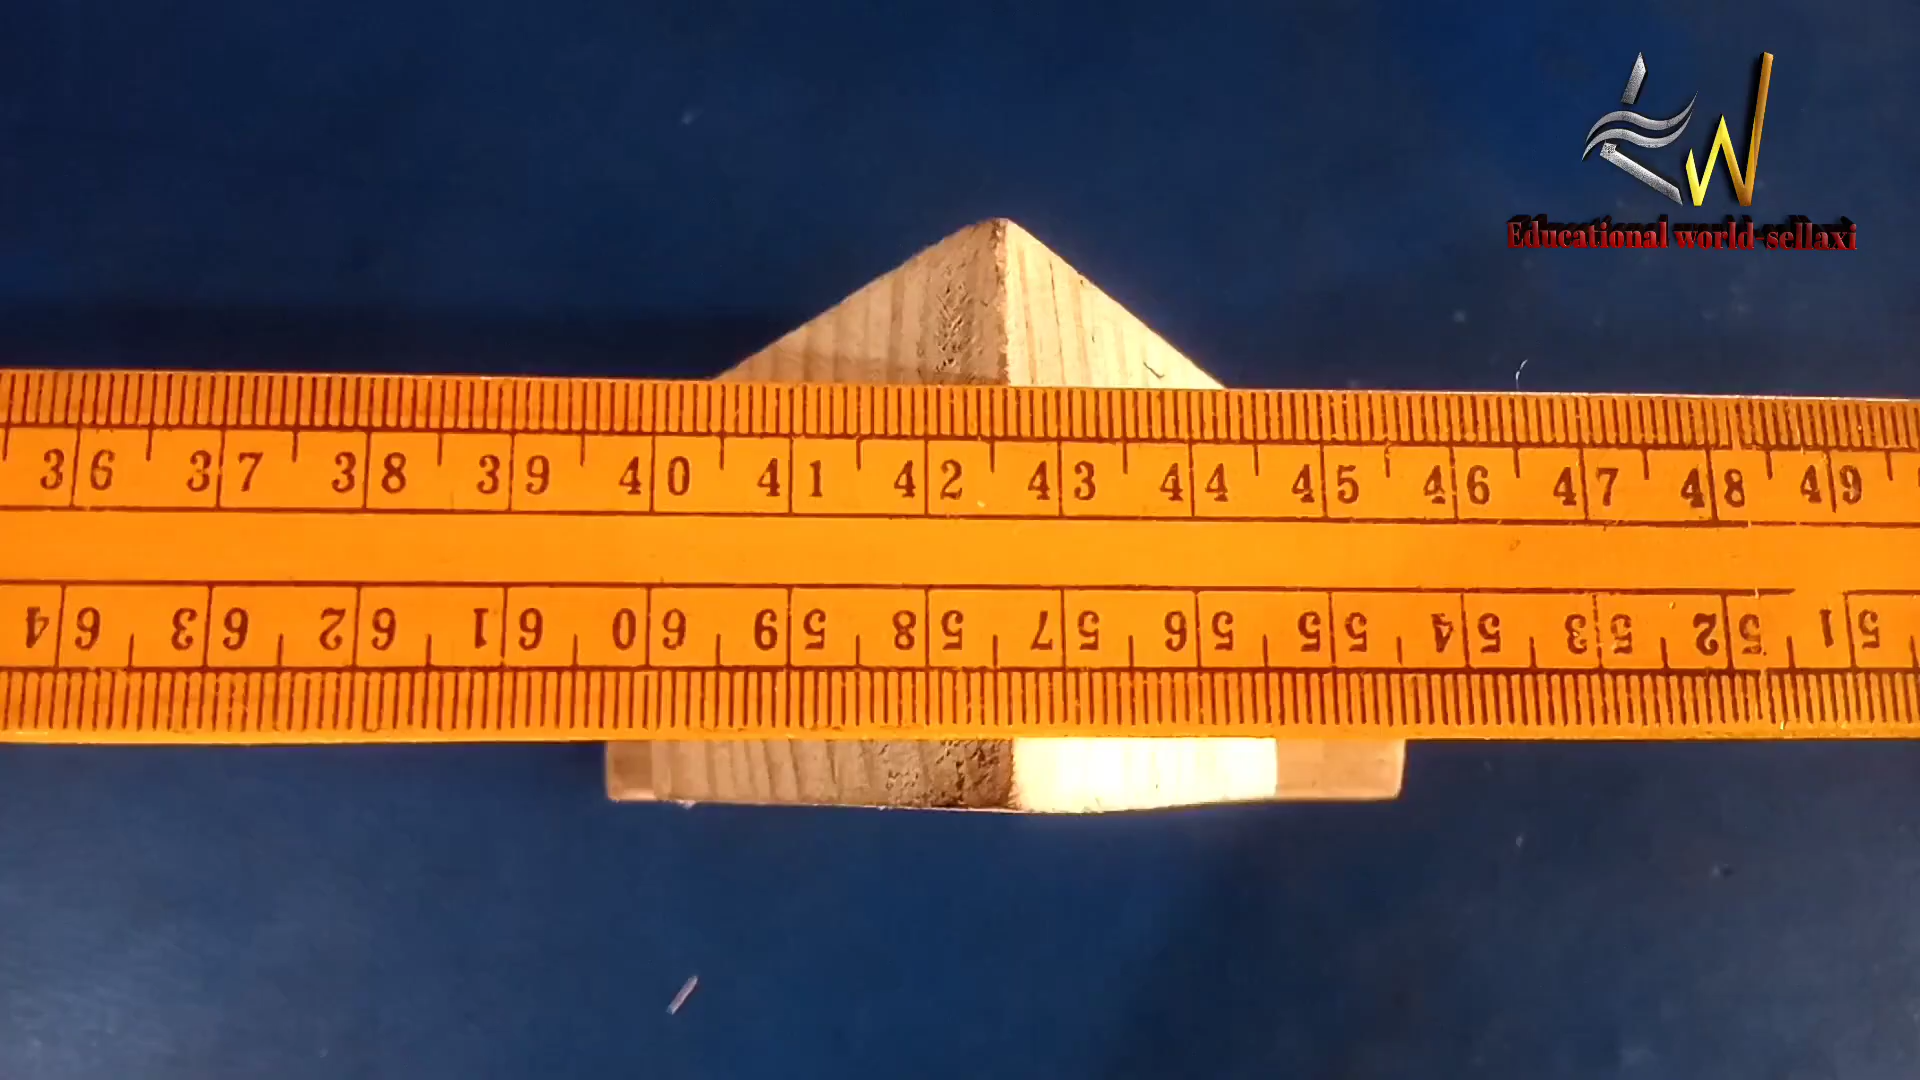 EW
Educational world-sellaxi
36 37 38 39 40 41 42 43 44 45 46 47 48 49
64 63 62 61 60 59 58 57 56 55 54 53 52 51